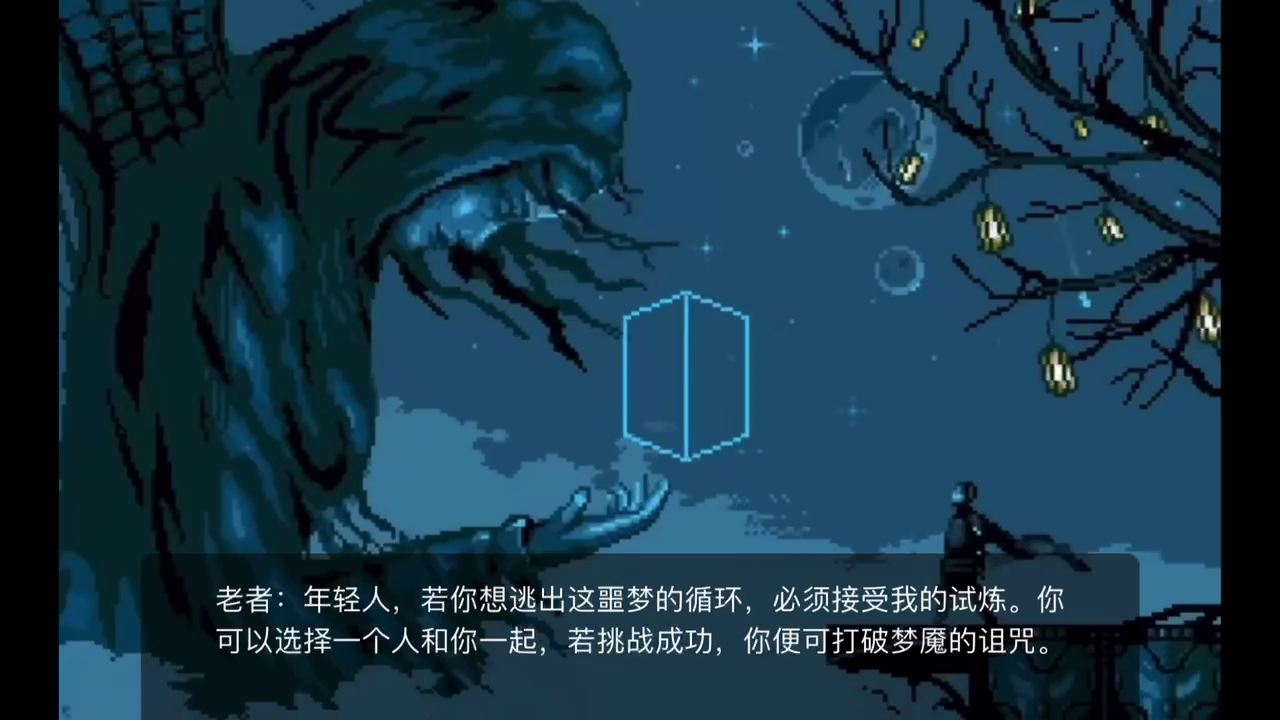 老者：年轻人，若你想逃出这噩梦的循环，必须接受我的试炼。你
可以选择一个人和你一起，若挑战成功，你便可打破梦魇的诅咒。